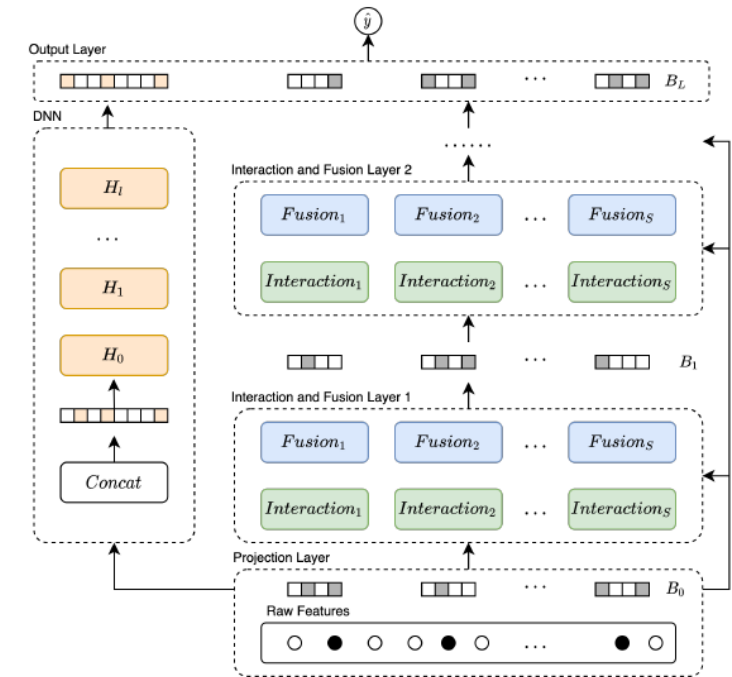 ŷ
Output Layer
... B_L
DNN
......
Interaction and Fusion Layer 2
H_l
Fusion_1 Fusion_2 ... Fusion_S
...
H_1
Interaction_1 Interaction_2 ... Interaction_S
H_0
... B_1
Interaction and Fusion Layer 1
Fusion_1 Fusion_2 ... Fusion_S
Concat
Interaction_1 Interaction_2 ... Interaction_S
Projection Layer
... B_0
Raw Features
...